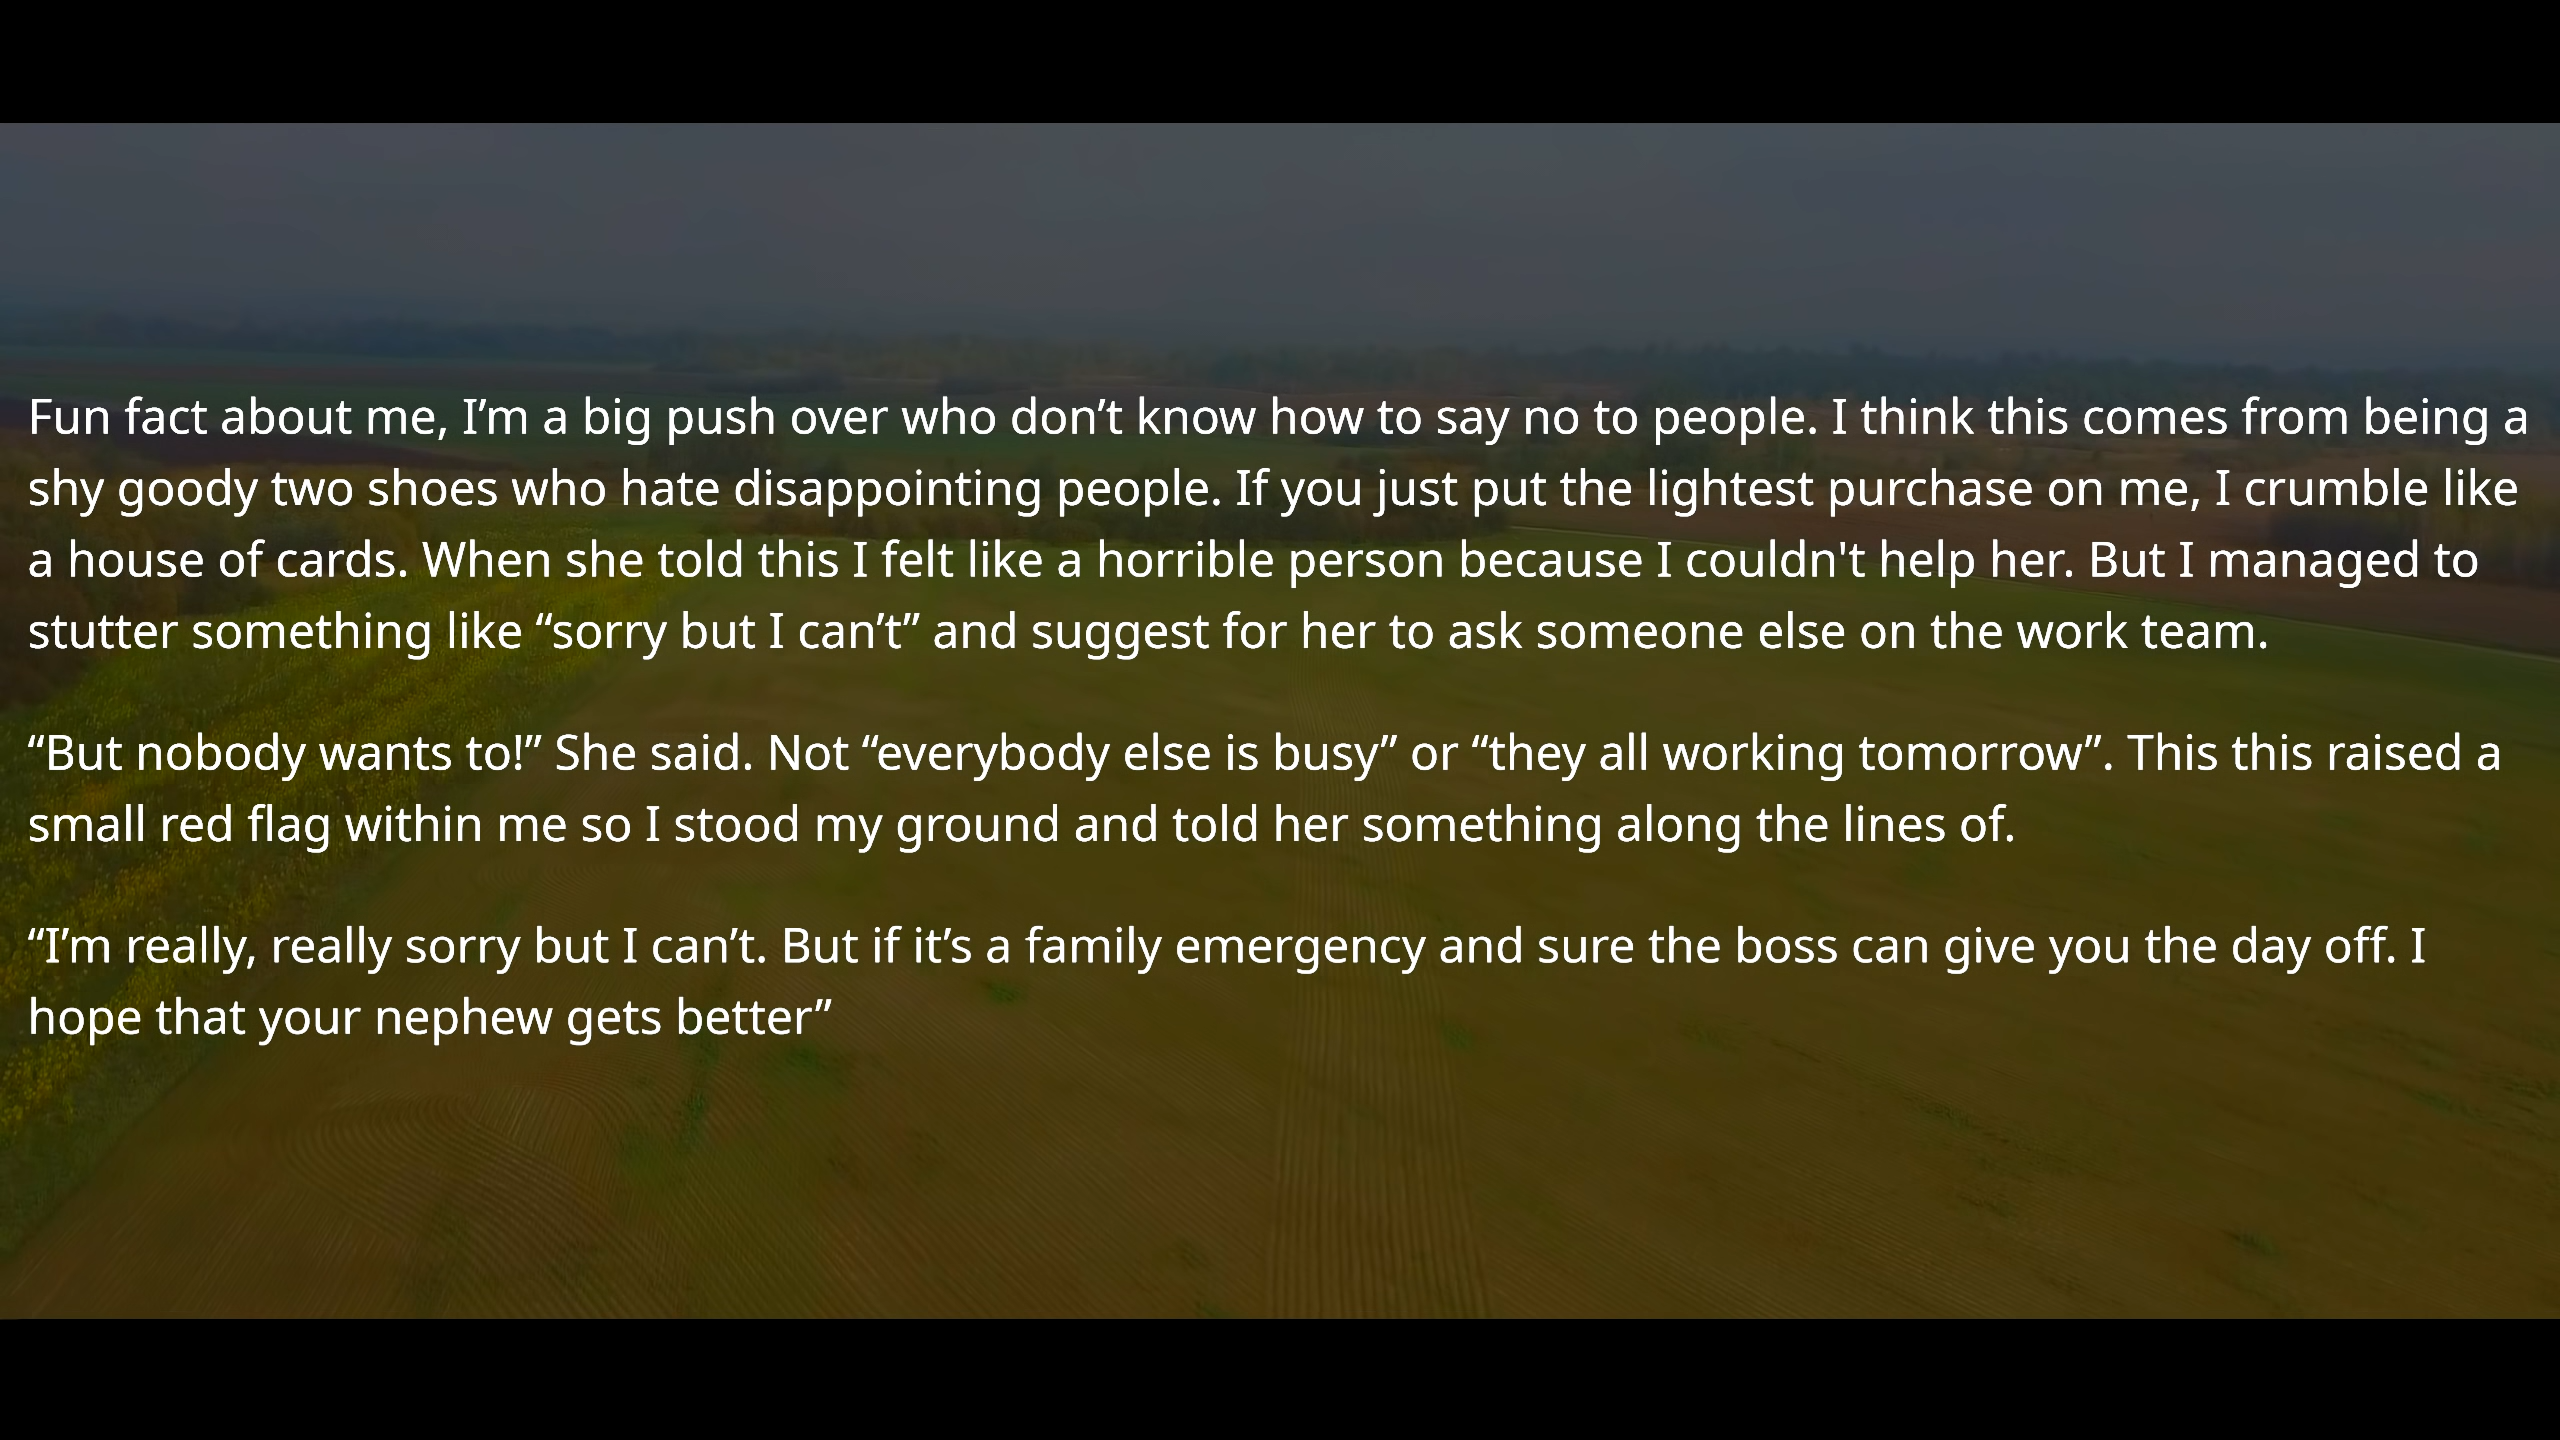 Fun fact about me, I’m a big push over who don’t know how to say no to people. I think this comes from being a
shy goody two shoes who hate disappointing people. If you just put the lightest purchase on me, I crumble like
a house of cards. When she told this I felt like a horrible person because I couldn't help her. But I managed to
stutter something like “sorry but I can’t” and suggest for her to ask someone else on the work team.
“But nobody wants to!” She said. Not “everybody else is busy” or “they all working tomorrow”. This this raised a
small red flag within me so I stood my ground and told her something along the lines of.
“I’m really, really sorry but I can’t. But if it’s a family emergency and sure the boss can give you the day off. I
hope that your nephew gets better”